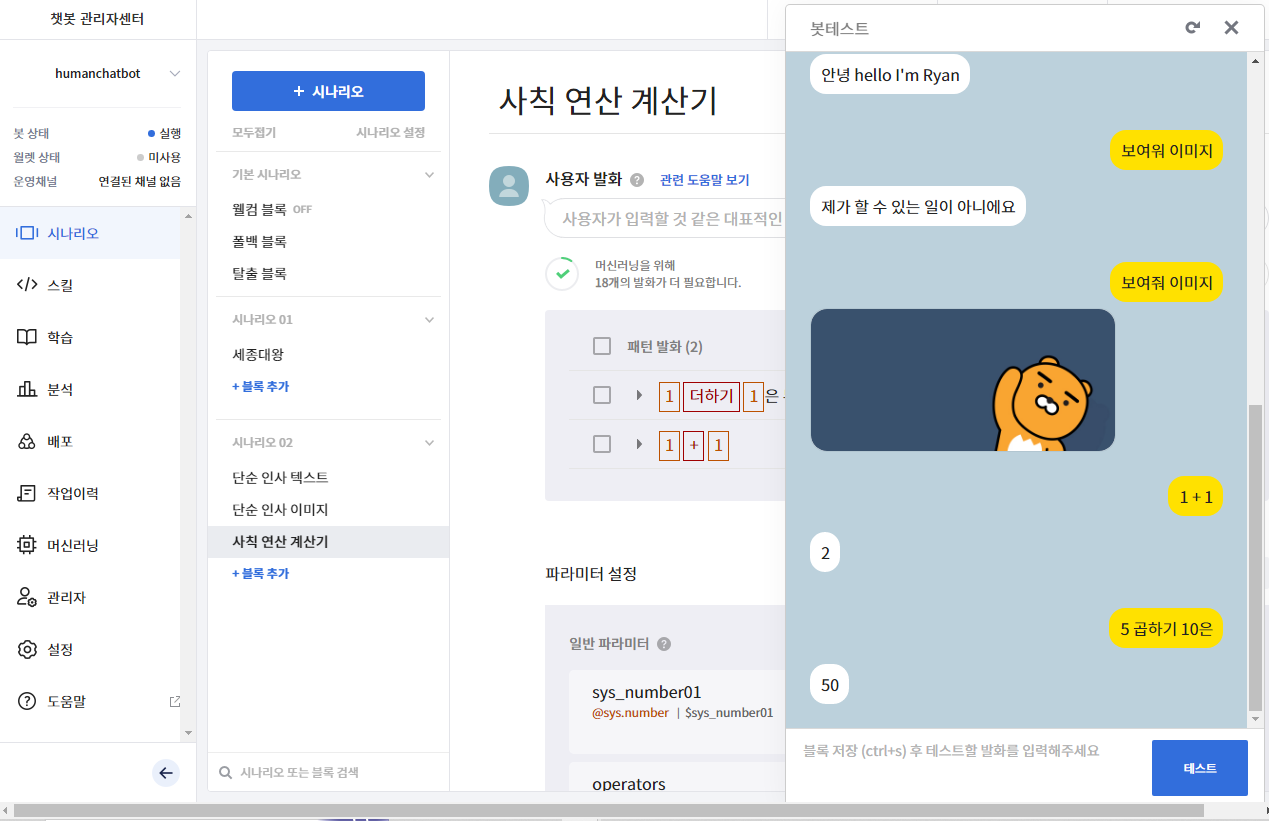 챗봇 관리자센터
humanchatbot
봇 상태
실행
월렛 상태
미사용
운영채널
연결된 채널 없음
시나리오
스킬
학습
분석
배포
작업이력
머신러닝
관리자
설정
도움말
+ 시나리오
모두접기
시나리오 설정
기본 시나리오
웰컴 블록 OFF
폴백 블록
탈출 블록
시나리오 01
세종대왕
+ 블록 추가
시나리오 02
단순 인사 텍스트
단순 인사 이미지
사칙 연산 계산기
+ 블록 추가
시나리오 또는 블록 검색
사칙 연산 계산기
사용자 발화 ? 관련 도움말 보기
사용자가 입력할 것 같은 대표적인
머신러닝을 위해
18개의 발화가 더 필요합니다.
패턴 발화 (2)
1 더하기 1 은
1 + 1
파라미터 설정
일반 파라미터 ?
sys_number01
@sys.number | $sys_number01
operators
봇테스트
안녕 hello I'm Ryan
보여워 이미지
제가 할 수 있는 일이 아니에요
보여줘 이미지
1 + 1
2
5 곱하기 10은
50
블록 저장 (ctrl+s) 후 테스트할 발화를 입력해주세요
테스트